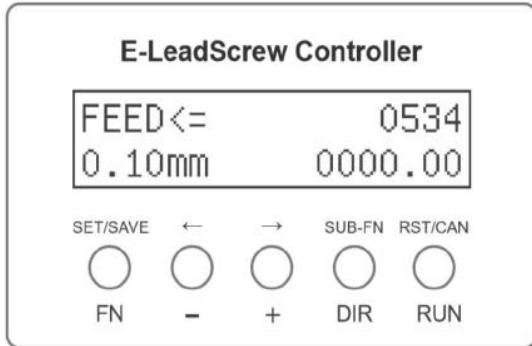 E-LeadScrew Controller
FEED<= 0534
0.10mm 0000.00
SET/SAVE ← → SUB-FN RST/CAN
FN - + DIR RUN